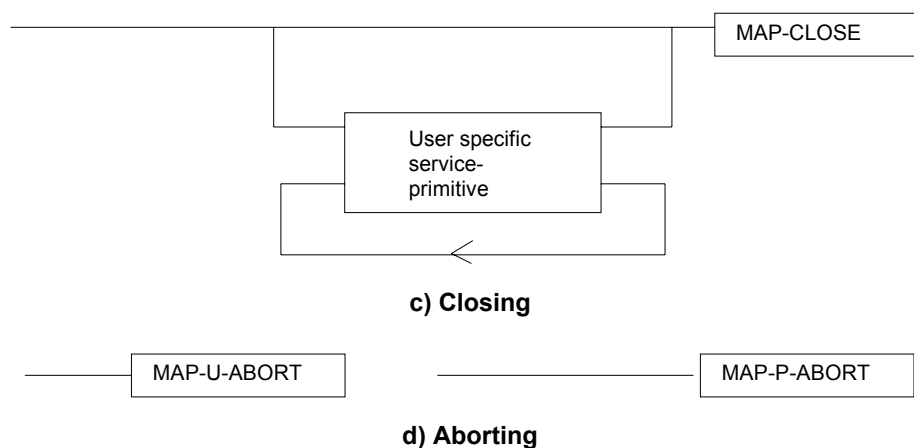 MAP-CLOSE
User specific
service-
primitive
c) Closing
MAP-U-ABORT
MAP-P-ABORT
d) Aborting